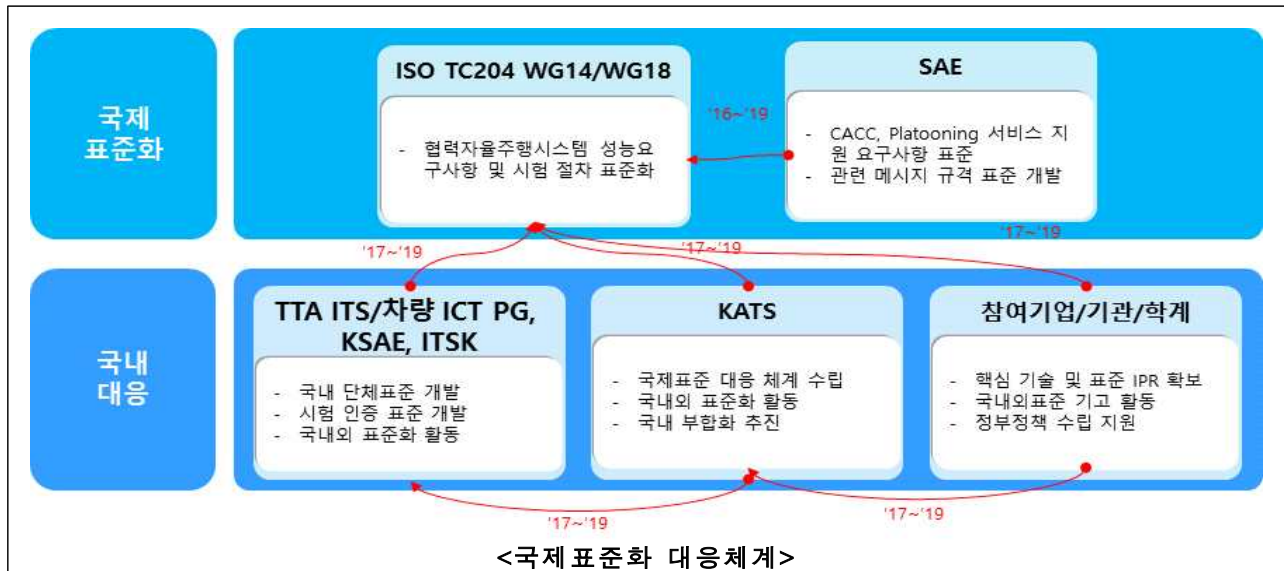 국제
표준화
ISO TC204 WG14/WG18
- 협력자율주행시스템 성능요
구사항 및 시험 절차 표준화
'16~'19
SAE
- CACC, Platooning 서비스 지
원 요구사항 표준
- 관련 메시지 규격 표준 개발
'17~'19
'17~'19
'17~'19
국내
대응
TTA ITS/차량 ICT PG,
KSAE, ITSK
- 국내 단체표준 개발
- 시험 인증 표준 개발
- 국내외 표준화 활동
KATS
- 국제표준 대응 체계 수립
- 국내외 표준화 활동
- 국내 부합화 추진
참여기업/기관/학계
- 핵심 기술 및 표준 IPR 확보
- 국내외표준 기고 활동
- 정부정책 수립 지원
'17~'19
'17~'19
<국제표준화 대응체계>